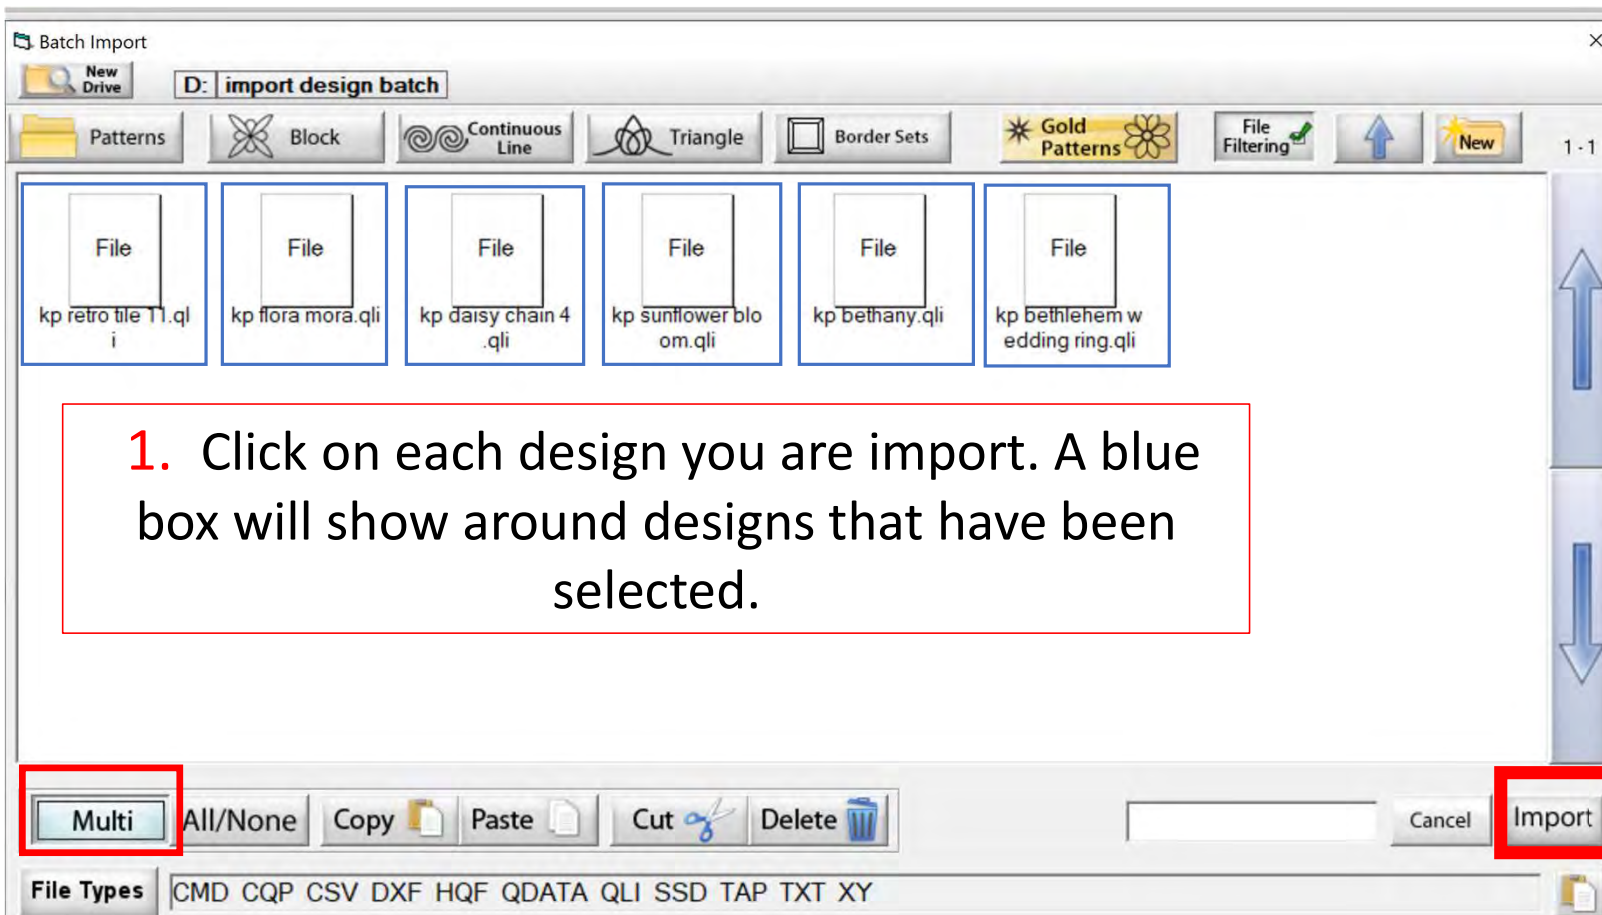 Batch Import
New Drive
D: import design batch
Patterns Block Continuous Line Triangle Border Sets Gold Patterns File Filtering New 1 - 1
File File File File File File
kp retro tile 11.ql
i
kp flora mora.qli
kp daisy chain 4
.qli
kp sunflower blo
om.qli
kp bethany.qli
kp bethlehem w
edding ring.qli
1. Click on each design you are import. A blue
box will show around designs that have been
selected.
Multi All/None Copy Paste Cut Delete Cancel Import
File Types CMD CQP CSV DXF HQF QDATA QLI SSD TAP TXT XY